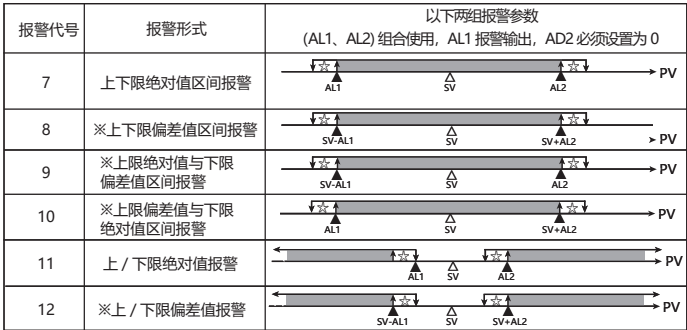 报警代号
报警形式
以下两组报警参数
(AL1、AL2) 组合使用，AL1 报警输出，AD2 必须设置为 0
7
上下限绝对值区间报警
☆ ☆
PV
AL1 SV AL2
8
※上下限偏差值区间报警
☆ ☆
SV-AL1 SV SV+AL2
PV
9
※上限绝对值与下限
偏差值区间报警
☆ ☆
PV
SV-AL1 SV AL2
10
※上限偏差值与下限
绝对值区间报警
☆ ☆
PV
AL1 SV SV+AL2
11
上 / 下限绝对值报警
☆ ☆
PV
AL1 SV AL2
12
※上 / 下限偏差值报警
☆ ☆
PV
SV-AL1 SV SV+AL2